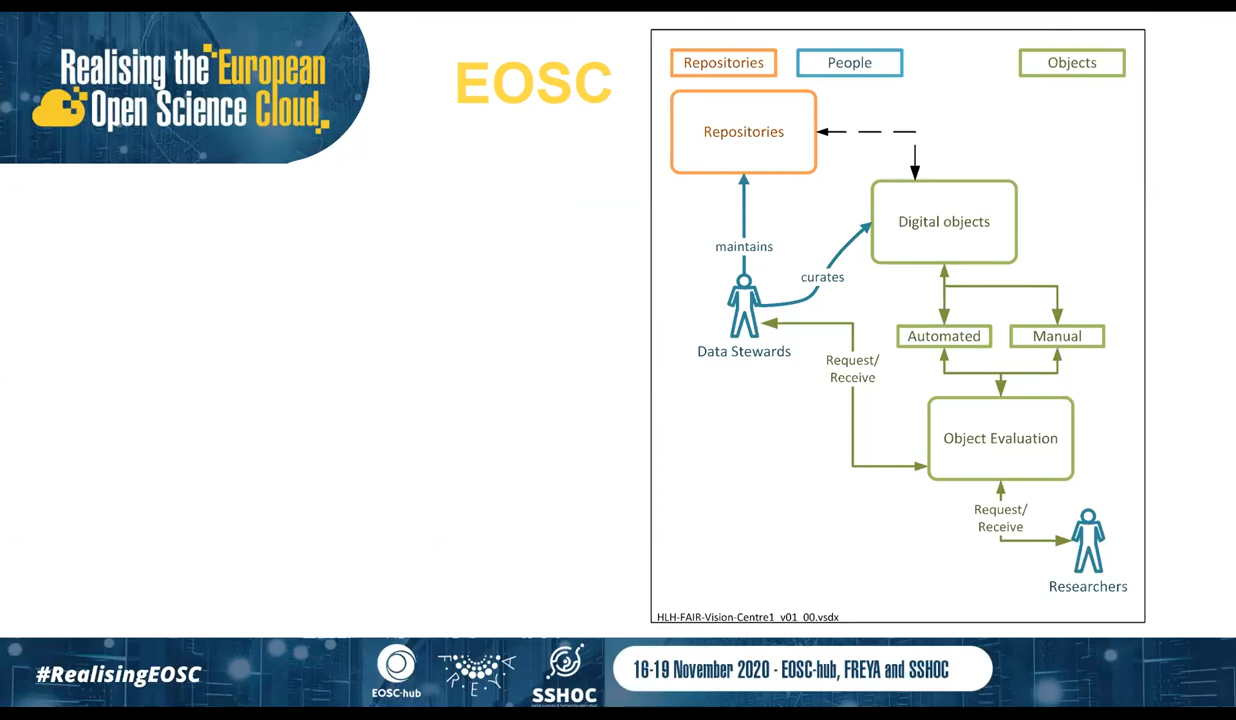 Realising the European
Open Science Cloud
EOSC
Repositories
People
Objects
Repositories
Digital objects
maintains
curates
Data Stewards
Automated
Manual
Request/
Receive
Object Evaluation
Request/
Receive
Researchers
HLH-FAIR-Vision-Centre1_v01_00.vsdx
#RealisingEOSC
EOSC-hub
FREYA
SSHOC
16-19 November 2020 - EOSC-hub, FREYA and SSHOC